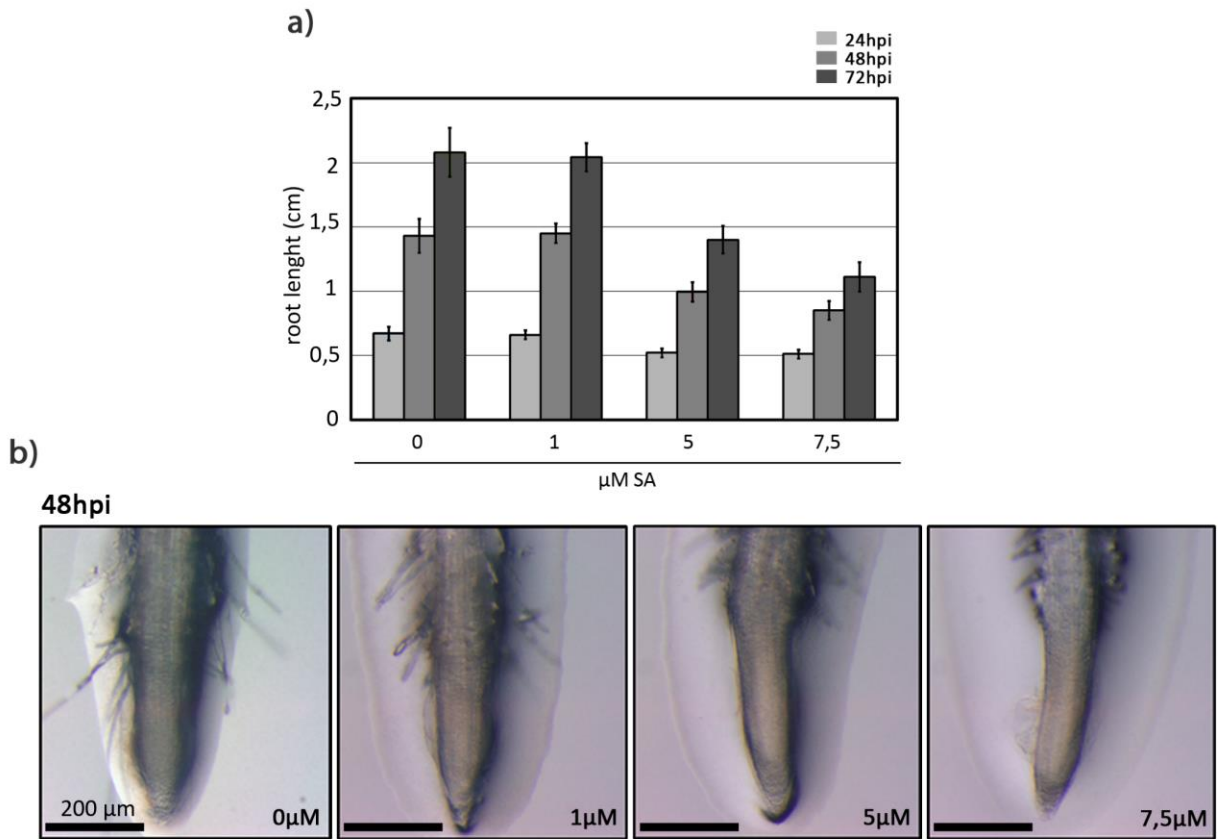 a)
24hpi
48hpi
72hpi
2,5
2
1,5
1
0,5
0
root lenght (cm)
0 1 5 7,5
µM SA
b)
48hpi
200 µm
0µM
1µM
5µM
7,5µM